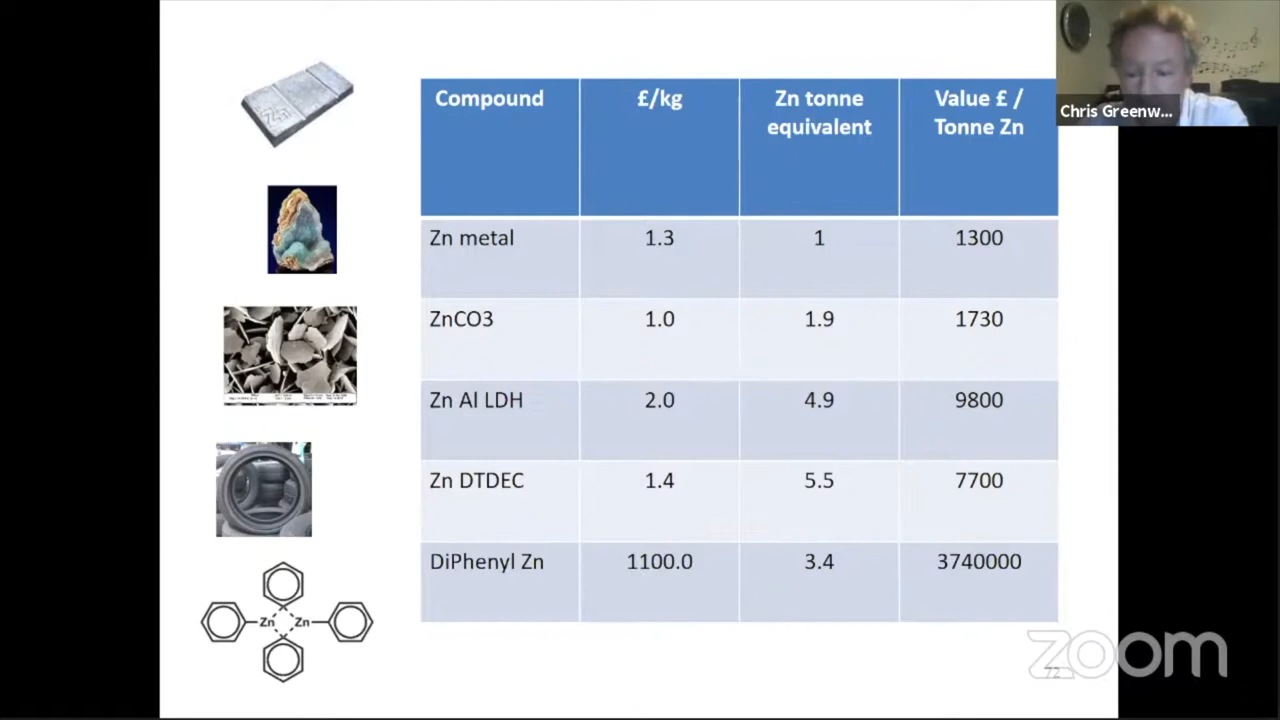 Compound £/kg Zn tonne equivalent Value £ / Tonne Zn
Zn metal 1.3 1 1300
ZnCO3 1.0 1.9 1730
Zn Al LDH 2.0 4.9 9800
Zn DTDEC 1.4 5.5 7700
DiPhenyl Zn 1100.0 3.4 3740000
Zn
Zn Zn
Chris Greenw...
zoom
72